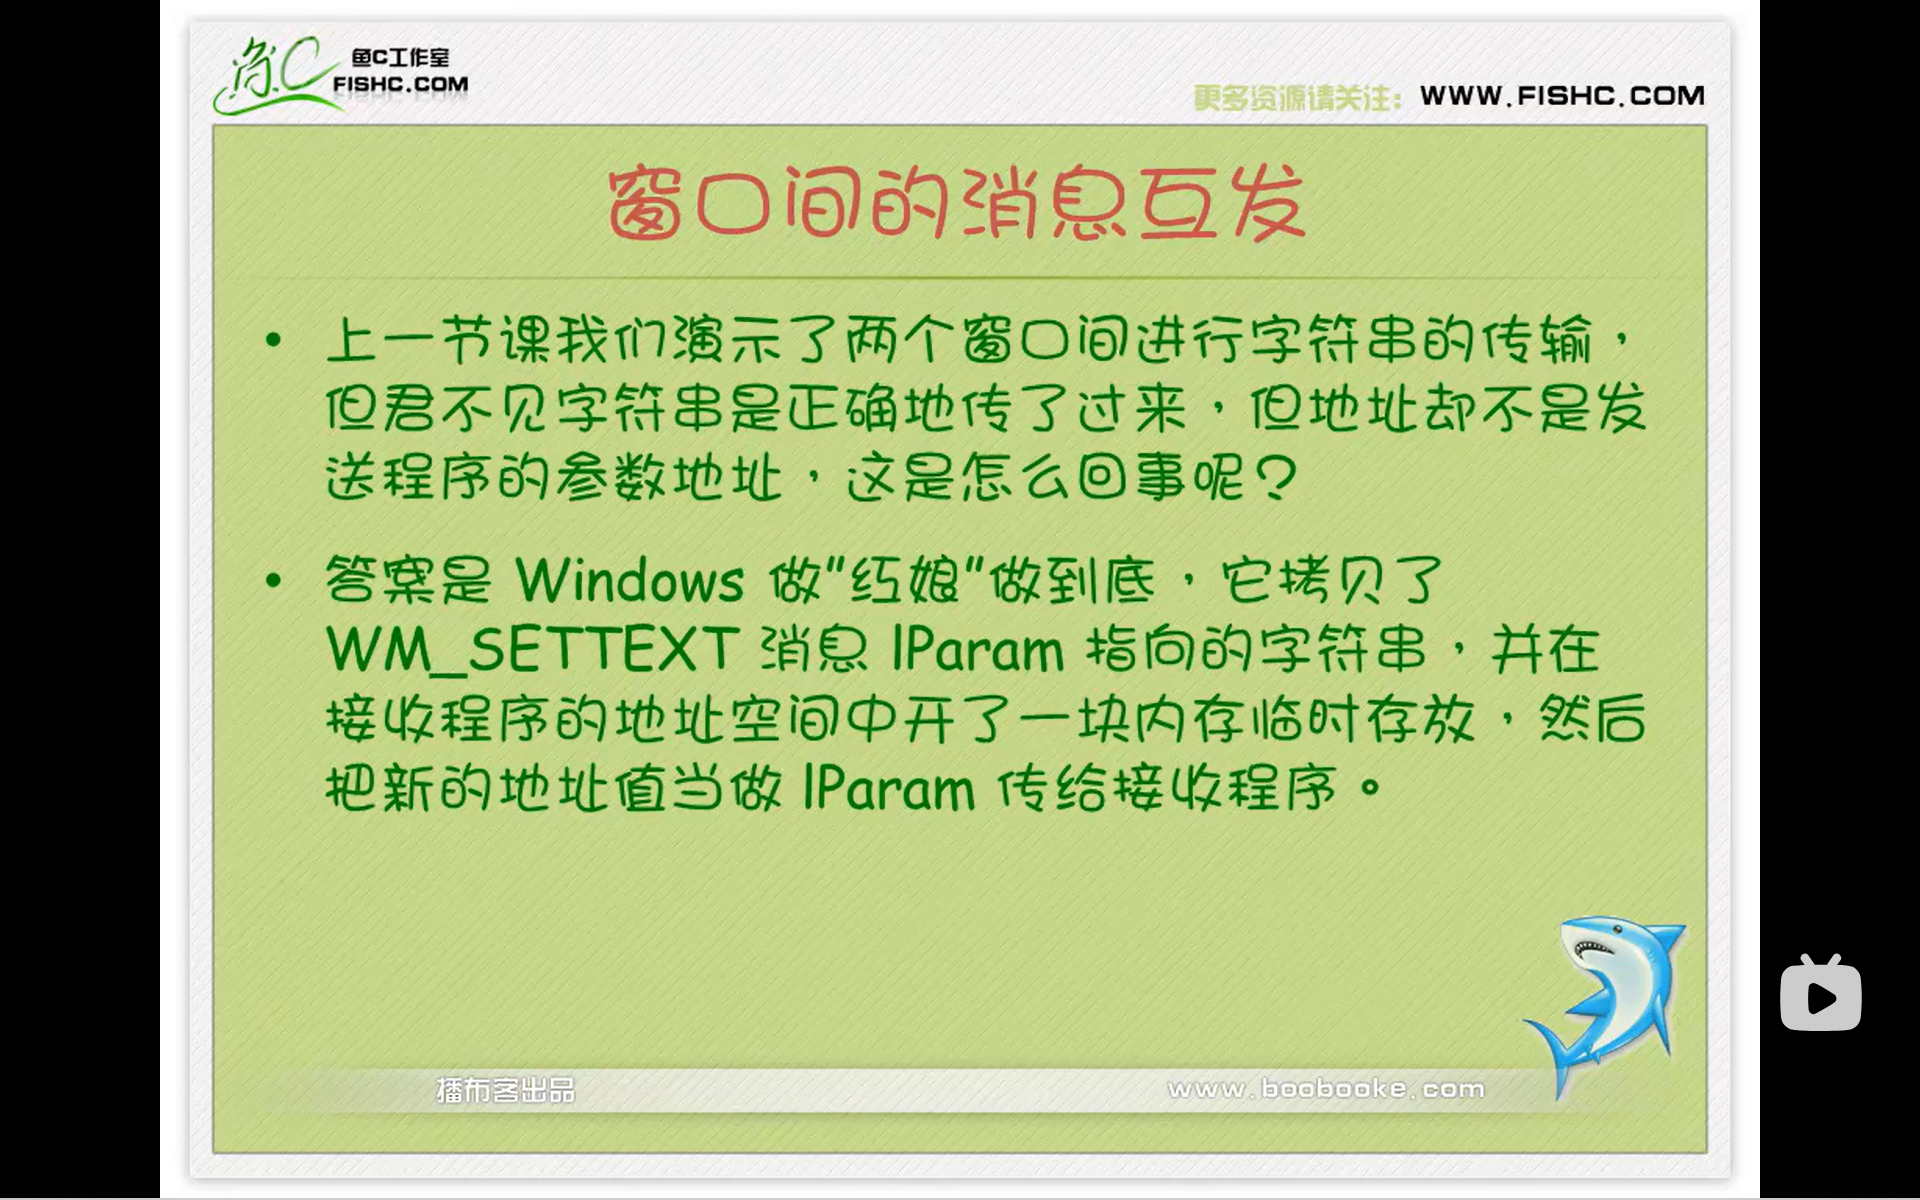 鱼C
鱼C工作室
FISHC.COM
更多资源请关注： WWW.FISHC.COM
窗口间的消息互发
• 上一节课我们演示了两个窗口间进行字符串的传输，
但君不见字符串是正确地传了过来，但地址却不是发
送程序的参数地址，这是怎么回事呢？
• 答案是 Windows 做"红娘"做到底，它拷贝了
WM_SETTEXT 消息 lParam 指向的字符串，并在
接收程序的地址空间中开了一块内存临时存放，然后
把新的地址值当做 lParam 传给接收程序。
播布客出品
www.boobooke.com